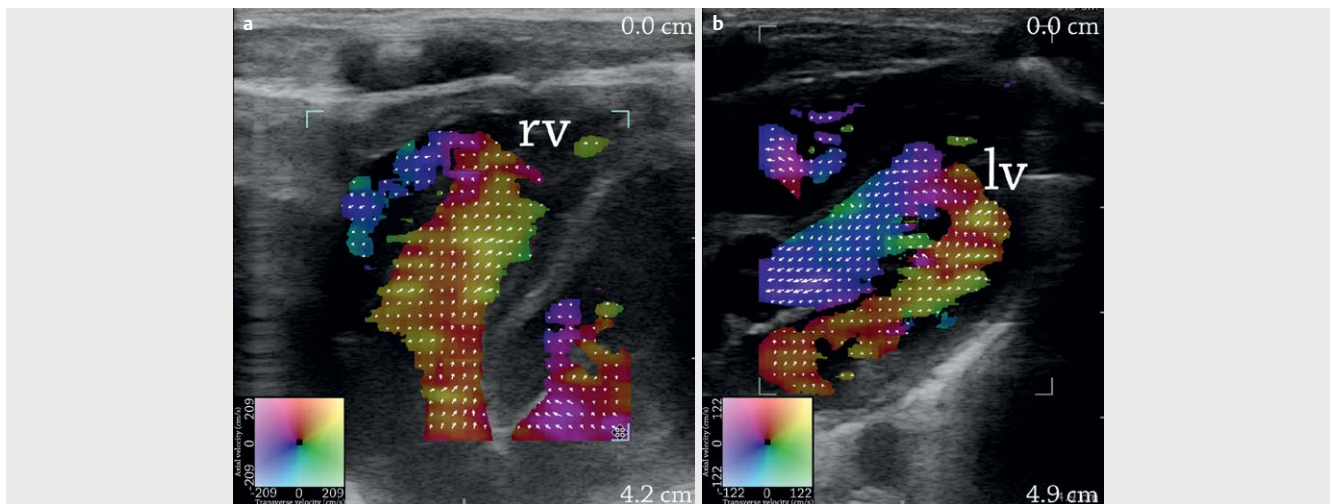 a
0.0 cm
rv
209
0
-209
Axial velocity (cm/s)
-209 0 209
Transverse velocity (cm/s)
4.2 cm
b
0.0 cm
lv
122
0
-122
Axial velocity (cm/s)
-122 0 122
Transverse velocity (cm/s)
4.9 cm